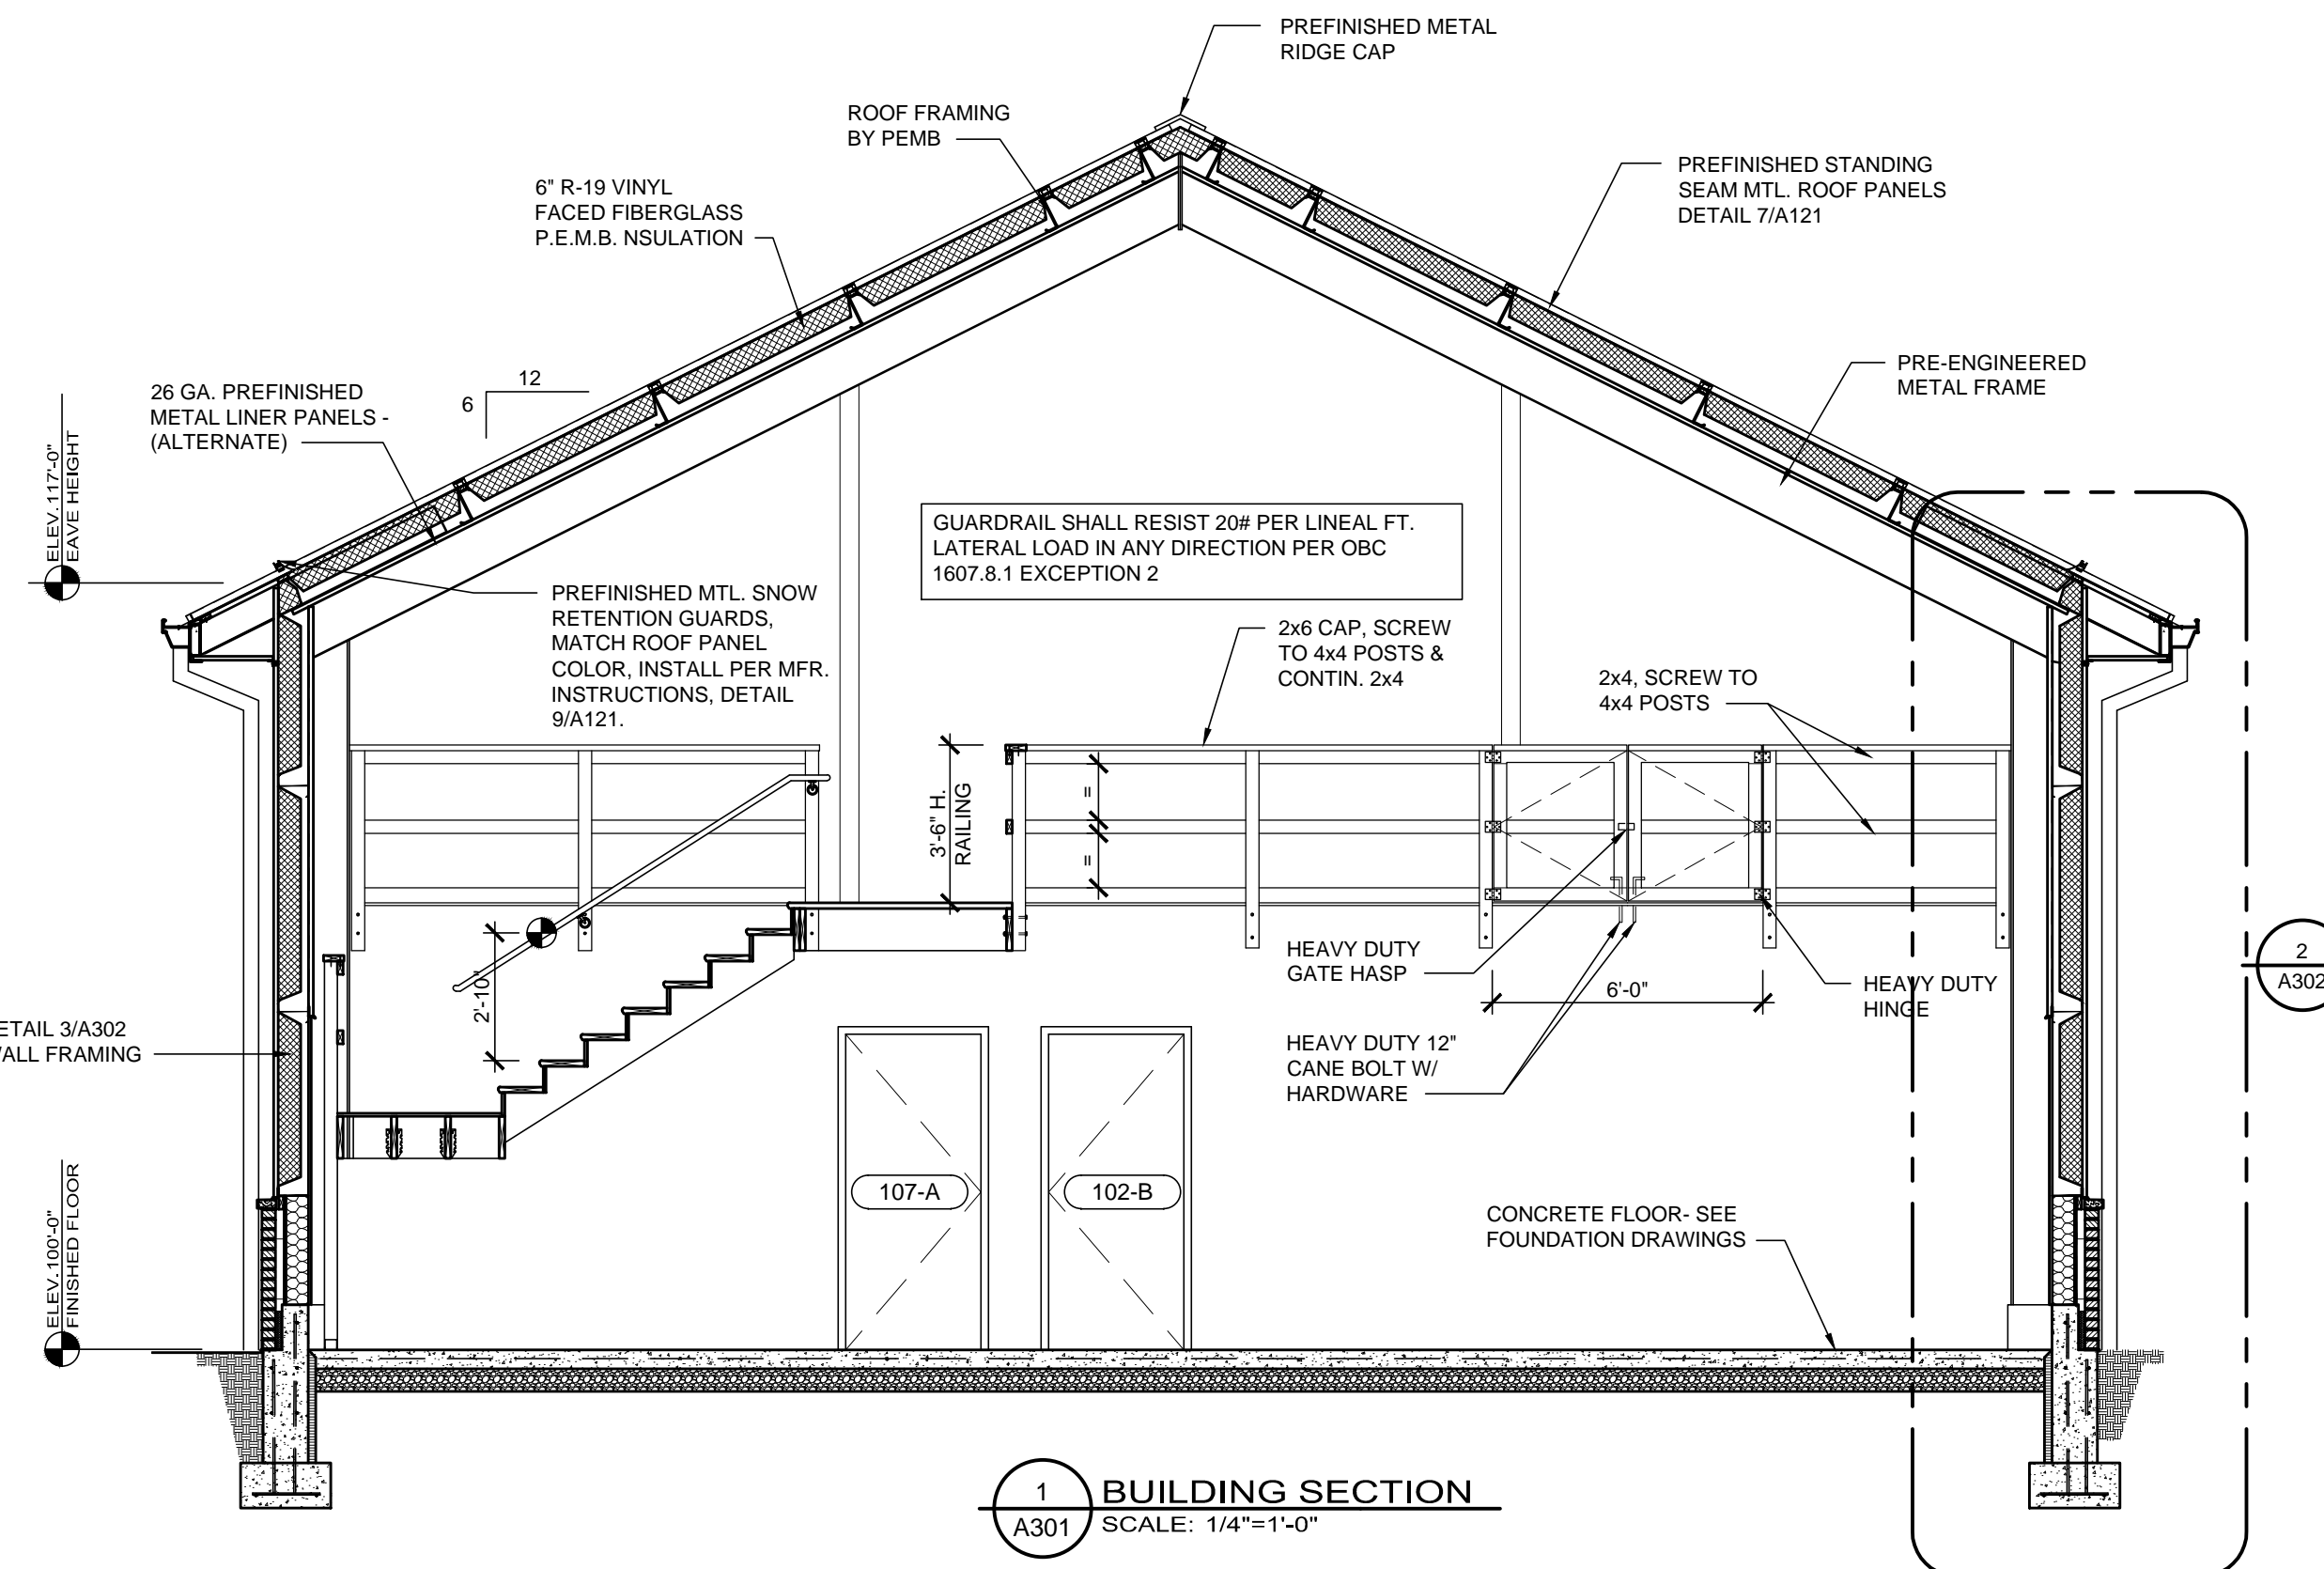 PREFINISHED METAL
RIDGE CAP
ROOF FRAMING
BY PEMB
6" R-19 VINYL
FACED FIBERGLASS
P.E.M.B. NSULATION
PREFINISHED STANDING
SEAM MTL. ROOF PANELS
DETAIL 7/A121
12
6
26 GA. PREFINISHED
METAL LINER PANELS -
(ALTERNATE)
PRE-ENGINEERED
METAL FRAME
ELEV. 117'-0"
EAVE HEIGHT
GUARDRAIL SHALL RESIST 20# PER LINEAL FT.
LATERAL LOAD IN ANY DIRECTION PER OBC
1607.8.1 EXCEPTION 2
PREFINISHED MTL. SNOW
RETENTION GUARDS,
MATCH ROOF PANEL
COLOR, INSTALL PER MFR.
INSTRUCTIONS, DETAIL
9/A121.
2x6 CAP, SCREW
TO 4x4 POSTS &
CONTIN. 2x4
2x4, SCREW TO
4x4 POSTS
3'-6" H.
RAILING
=
=
2'-10"
HEAVY DUTY
GATE HASP
6'-0"
HEAVY DUTY
HINGE
2
A302
ETAIL 3/A302
WALL FRAMING
HEAVY DUTY 12"
CANE BOLT W/
HARDWARE
107-A
102-B
ELEV.100'-0"
FINISHED FLOOR
CONCRETE FLOOR- SEE
FOUNDATION DRAWINGS
1
A301
BUILDING SECTION
SCALE: 1/4"=1'-0"